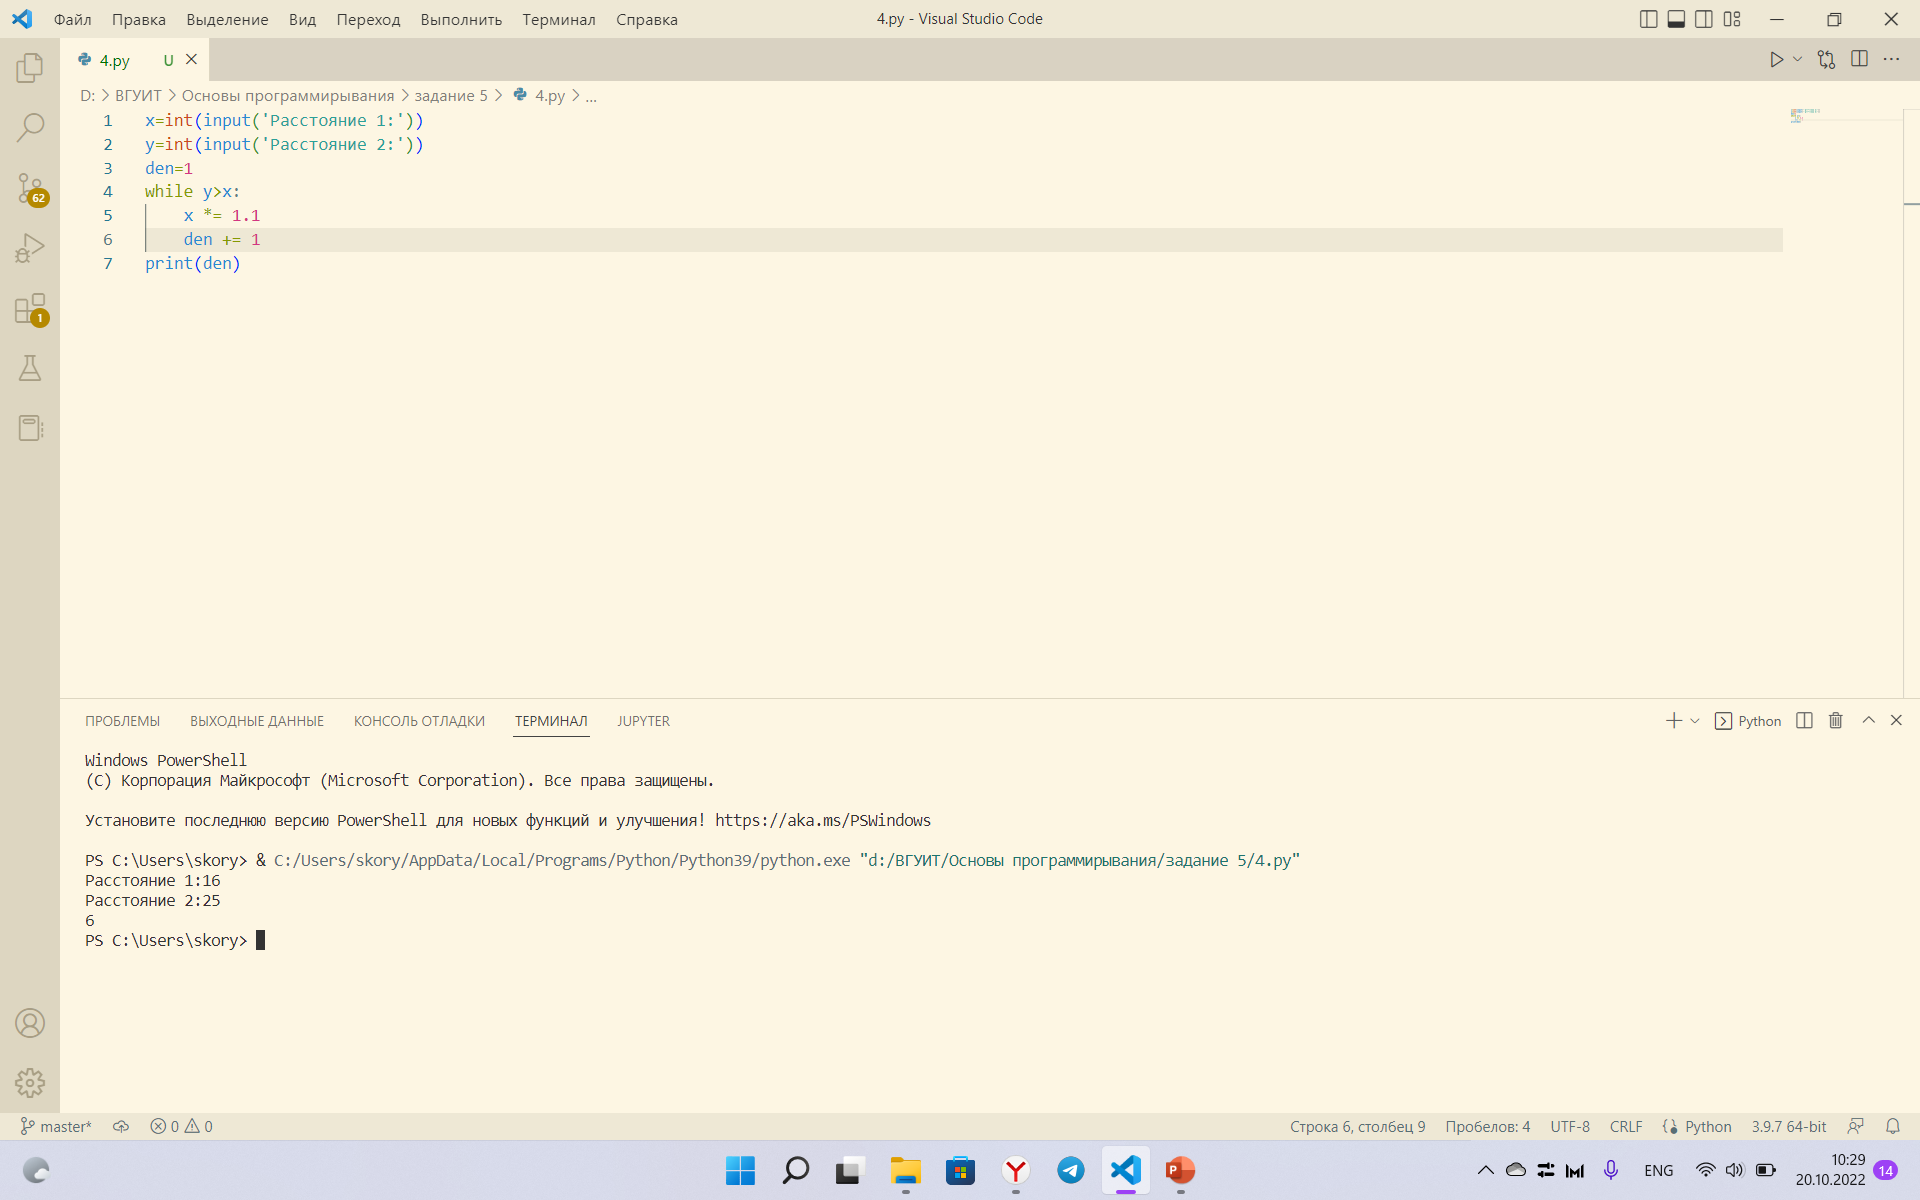 Файл Правка Выделение Вид Переход Выполнить Терминал Справка 4.py - Visual Studio Code
4.py U
D: > ВГУИТ > Основы программирывания > задание 5 > 4.py > ...
1 x=int(input('Расстояние 1:'))
2 y=int(input('Расстояние 2:'))
3 den=1
4 while y>x:
5 x *= 1.1
6 den += 1
7 print(den)
62
1
ПРОБЛЕМЫ ВЫХОДНЫЕ ДАННЫЕ КОНСОЛЬ ОТЛАДКИ ТЕРМИНАЛ JUPYTER Python
Windows PowerShell
(C) Корпорация Майкрософт (Microsoft Corporation). Все права защищены.
Установите последнюю версию PowerShell для новых функций и улучшения! https://aka.ms/PSWindows
PS C:\Users\skory> & C:/Users/skory/AppData/Local/Programs/Python/Python39/python.exe "d:/ВГУИТ/Основы программирывания/задание 5/4.py"
Расстояние 1:16
Расстояние 2:25
6
PS C:\Users\skory>
master* 0 0 Строка 6, столбец 9 Пробелов: 4 UTF-8 CRLF Python 3.9.7 64-bit
ENG 10:29
20.10.2022 14